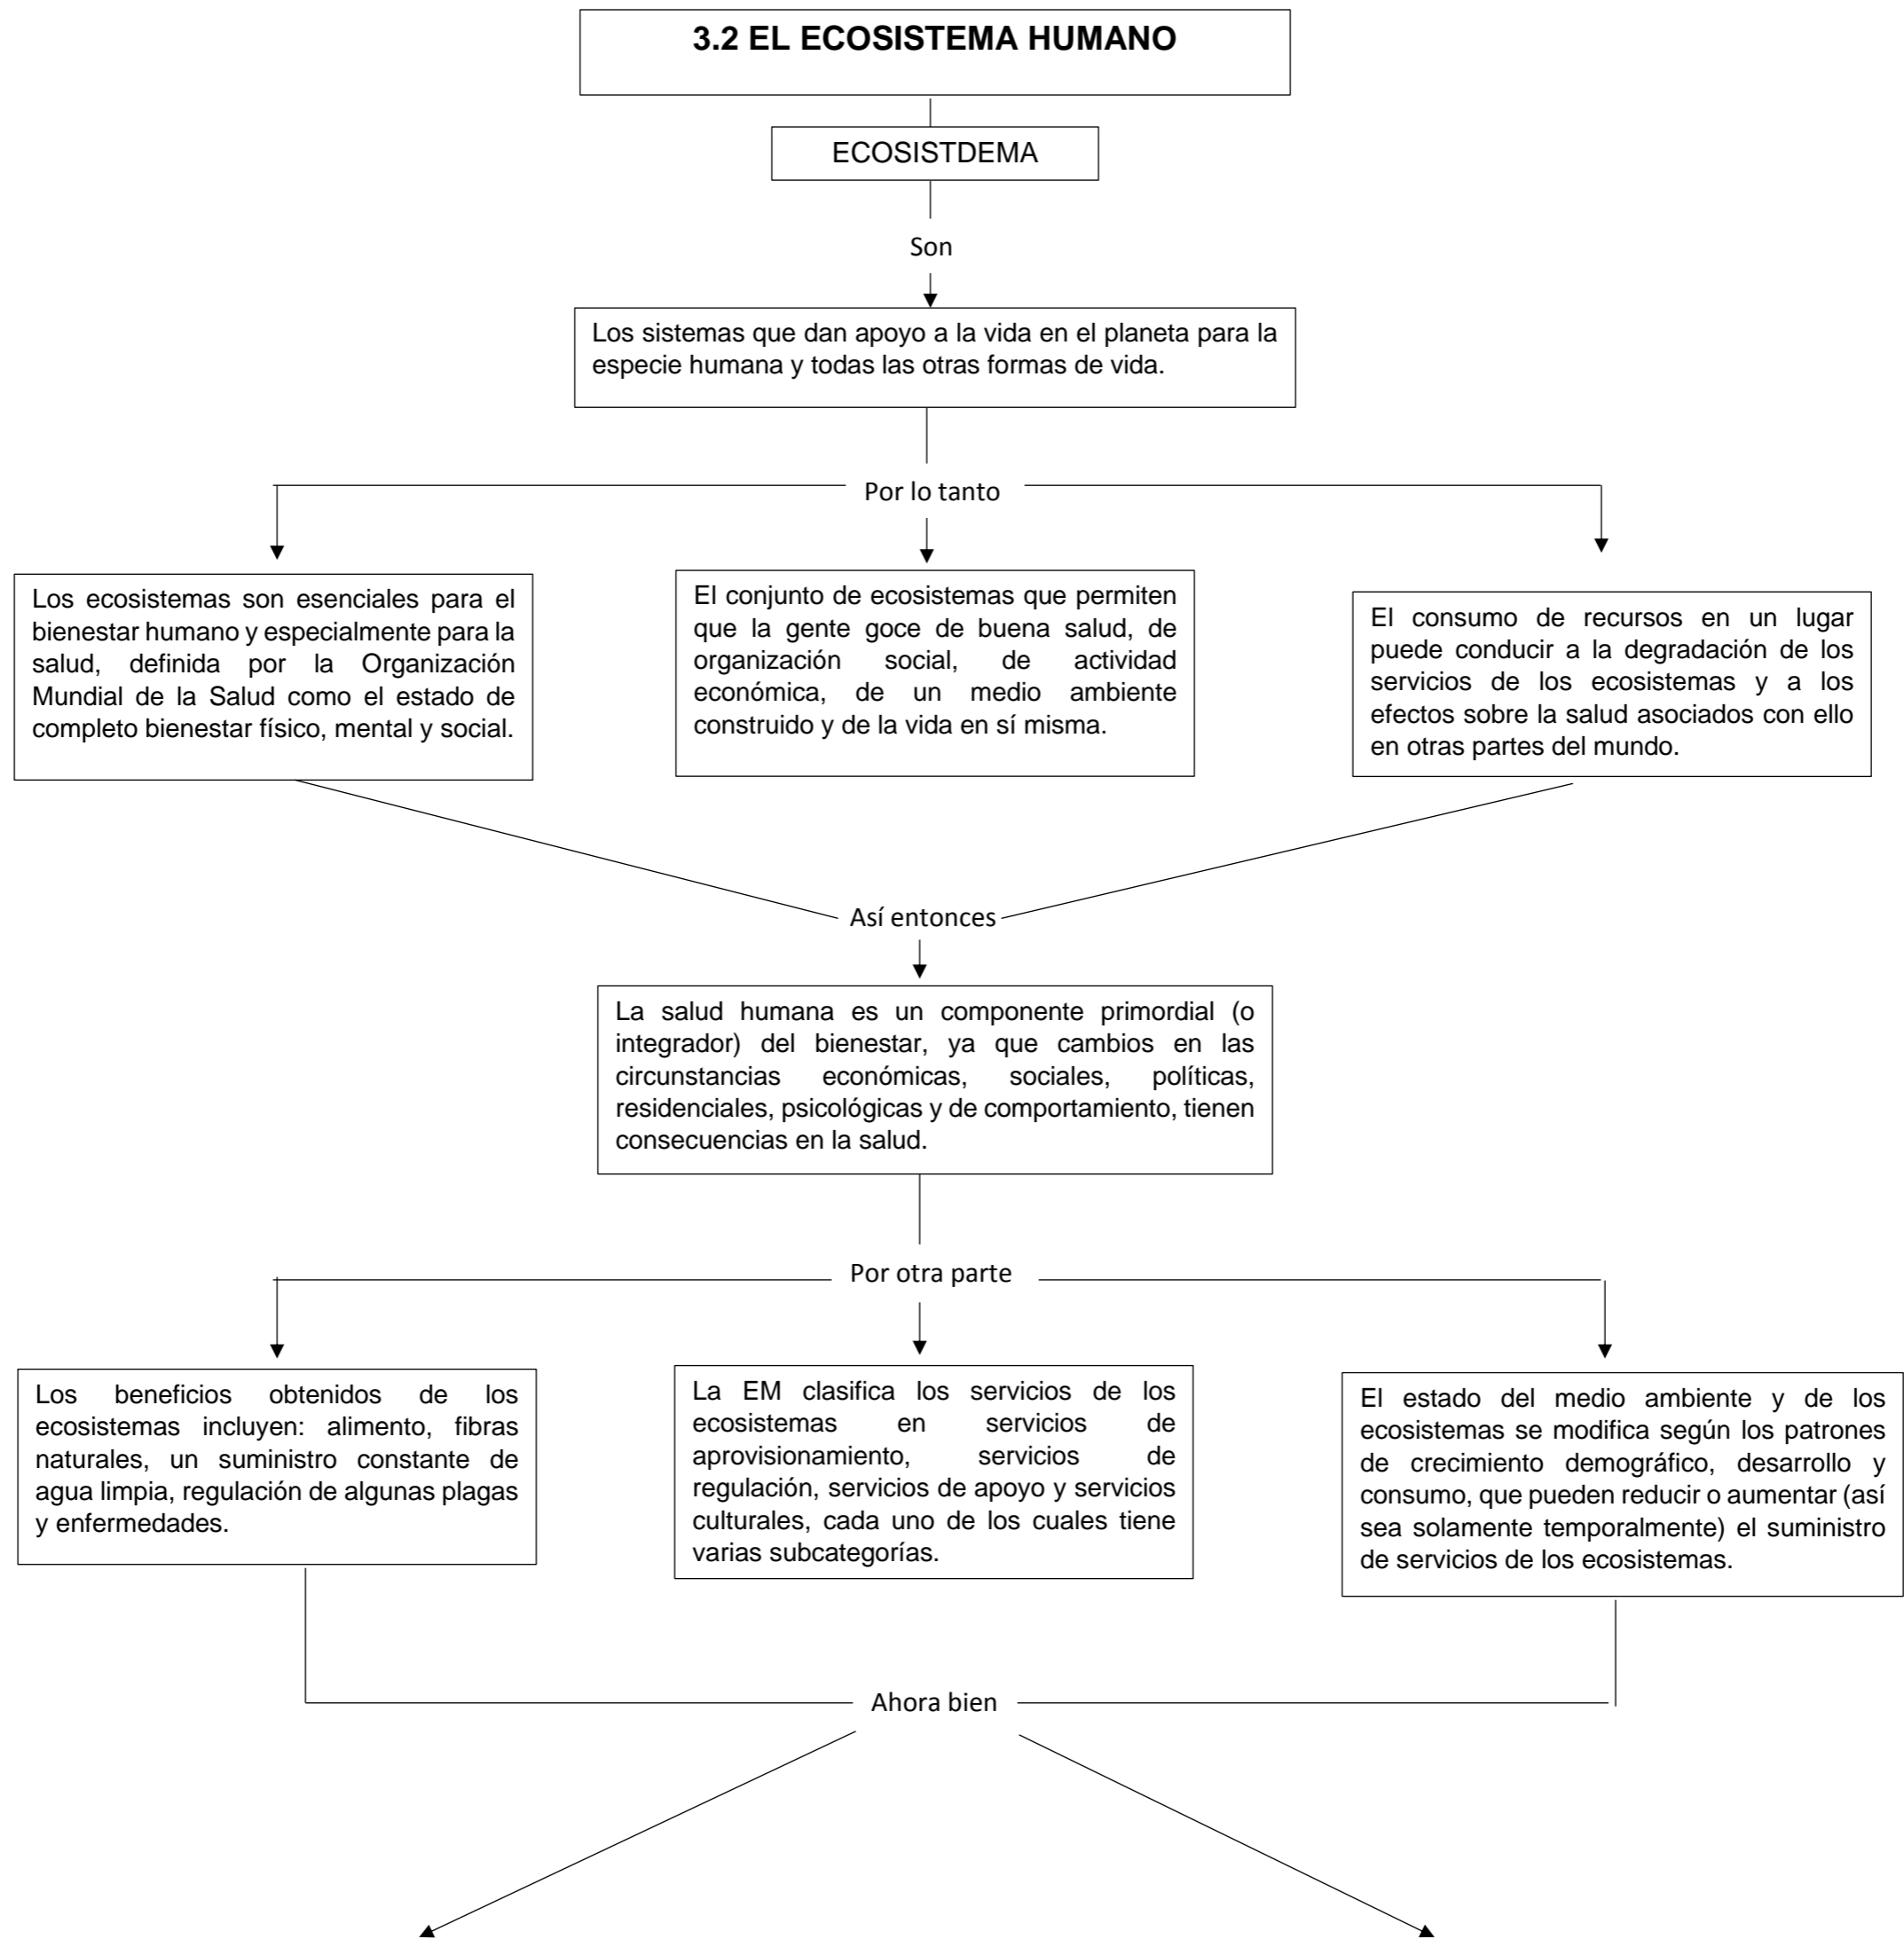 3.2 EL ECOSISTEMA HUMANO
ECOSISTDEMA
Son
Los sistemas que dan apoyo a la vida en el planeta para la
especie humana y todas las otras formas de vida.
Por lo tanto
Los ecosistemas son esenciales para el
bienestar humano y especialmente para la
salud, definida por la Organización
Mundial de la Salud como el estado de
completo bienestar físico, mental y social.
El conjunto de ecosistemas que permiten
que la gente goce de buena salud, de
organización social, de actividad
económica, de un medio ambiente
construido y de la vida en sí misma.
El consumo de recursos en un lugar
puede conducir a la degradación de los
servicios de los ecosistemas y a los
efectos sobre la salud asociados con ello
en otras partes del mundo.
Así entonces
La salud humana es un componente primordial (o
integrador) del bienestar, ya que cambios en las
circunstancias económicas, sociales, políticas,
residenciales, psicológicas y de comportamiento, tienen
consecuencias en la salud.
Por otra parte
Los beneficios obtenidos de los
ecosistemas incluyen: alimento, fibras
naturales, un suministro constante de
agua limpia, regulación de algunas plagas
y enfermedades.
La EM clasifica los servicios de los
ecosistemas en servicios de
aprovisionamiento, servicios de
regulación, servicios de apoyo y servicios
culturales, cada uno de los cuales tiene
varias subcategorías.
El estado del medio ambiente y de los
ecosistemas se modifica según los patrones
de crecimiento demográfico, desarrollo y
consumo, que pueden reducir o aumentar (así
sea solamente temporalmente) el suministro
de servicios de los ecosistemas.
Ahora bien